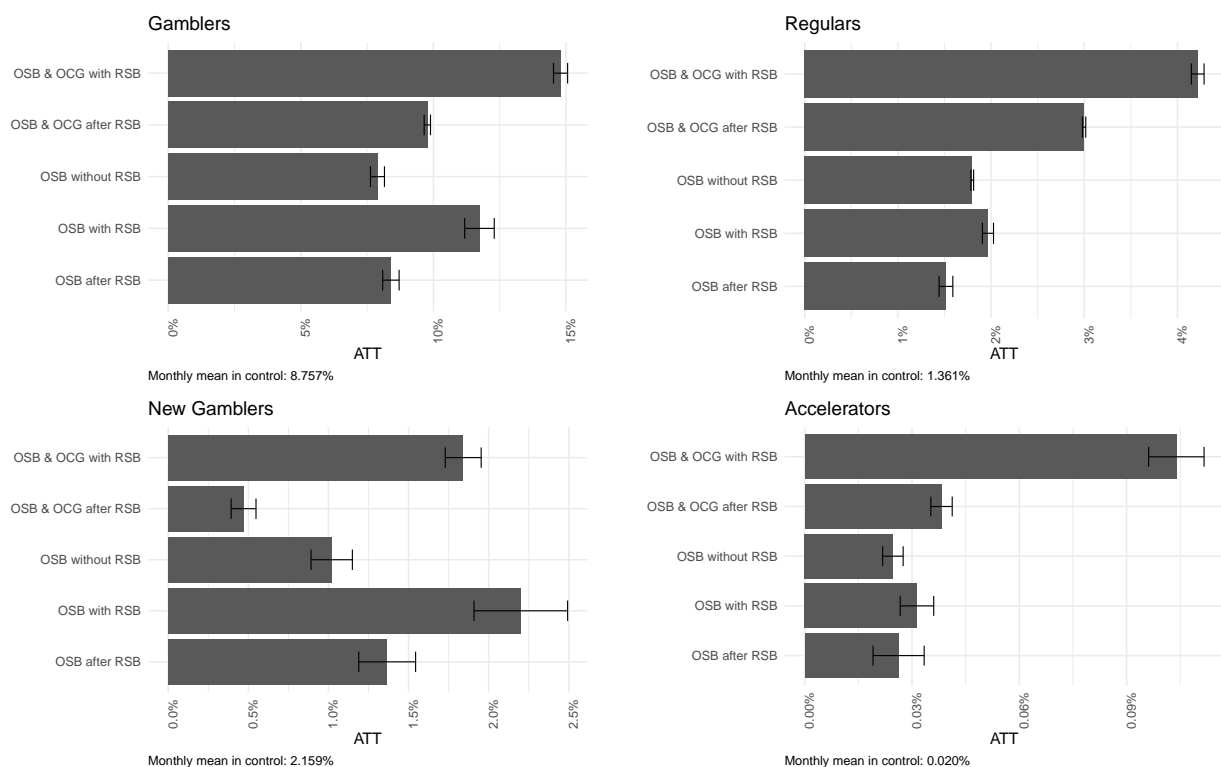 Gamblers
OSB & OCG with RSB
OSB & OCG after RSB
OSB without RSB
OSB with RSB
OSB after RSB
0%
5%
10%
15%
ATT
Monthly mean in control: 8.757%
Regulars
OSB & OCG with RSB
OSB & OCG after RSB
OSB without RSB
OSB with RSB
OSB after RSB
0%
1%
2%
3%
4%
ATT
Monthly mean in control: 1.361%
New Gamblers
OSB & OCG with RSB
OSB & OCG after RSB
OSB without RSB
OSB with RSB
OSB after RSB
0.0%
0.5%
1.0%
1.5%
2.0%
2.5%
ATT
Monthly mean in control: 2.159%
Accelerators
OSB & OCG with RSB
OSB & OCG after RSB
OSB without RSB
OSB with RSB
OSB after RSB
0.00%
0.03%
0.06%
0.09%
ATT
Monthly mean in control: 0.020%